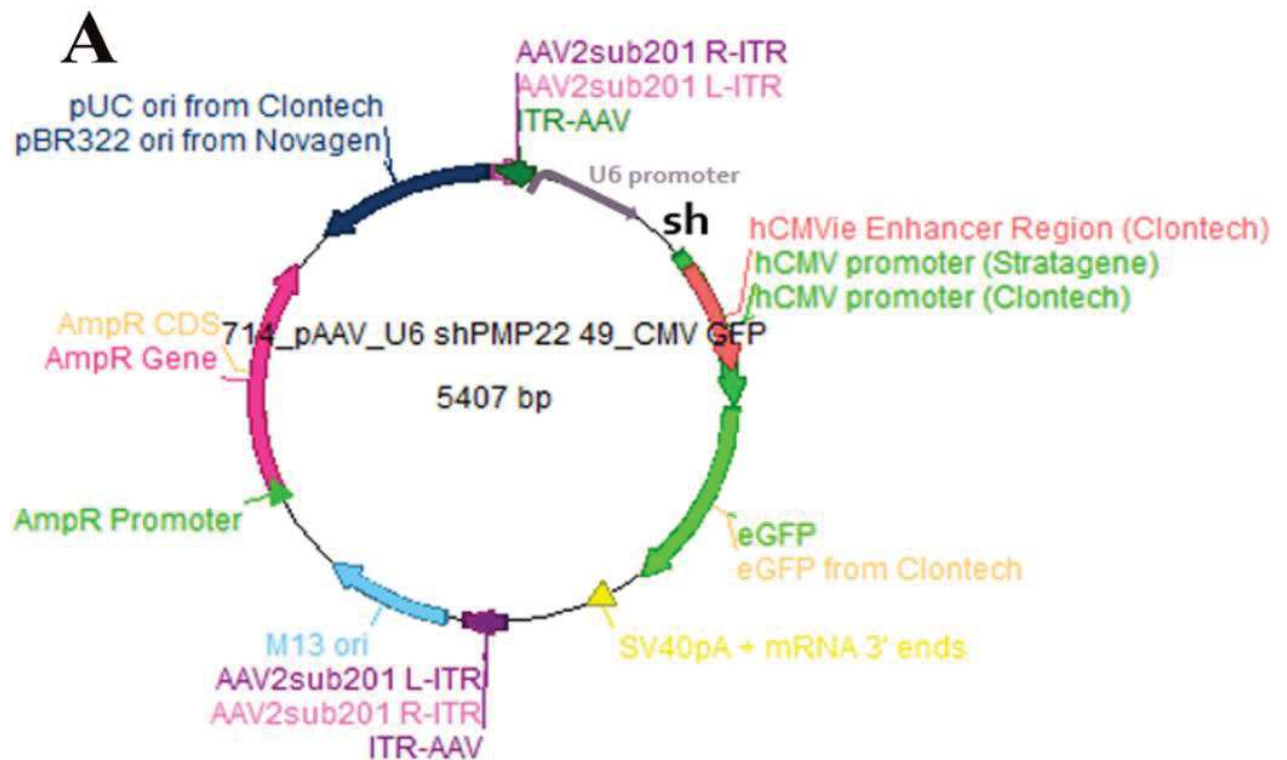 A
AAV2sub201 R-ITR
AAV2sub201 L-ITR
ITR-AAV
pUC ori from Clontech
pBR322 ori from Novagen
U6 promoter
sh
hCMVie Enhancer Region (Clontech)
hCMV promoter (Stratagene)
hCMV promoter (Clontech)
AmpR CDS
AmpR Gene
714_pAAV_U6 shPMP22 49_CMV GFP
5407 bp
AmpR Promoter
eGFP
eGFP from Clontech
M13 ori
SV40pA + mRNA 3' ends
AAV2sub201 L-ITR
AAV2sub201 R-ITR
ITR-AAV